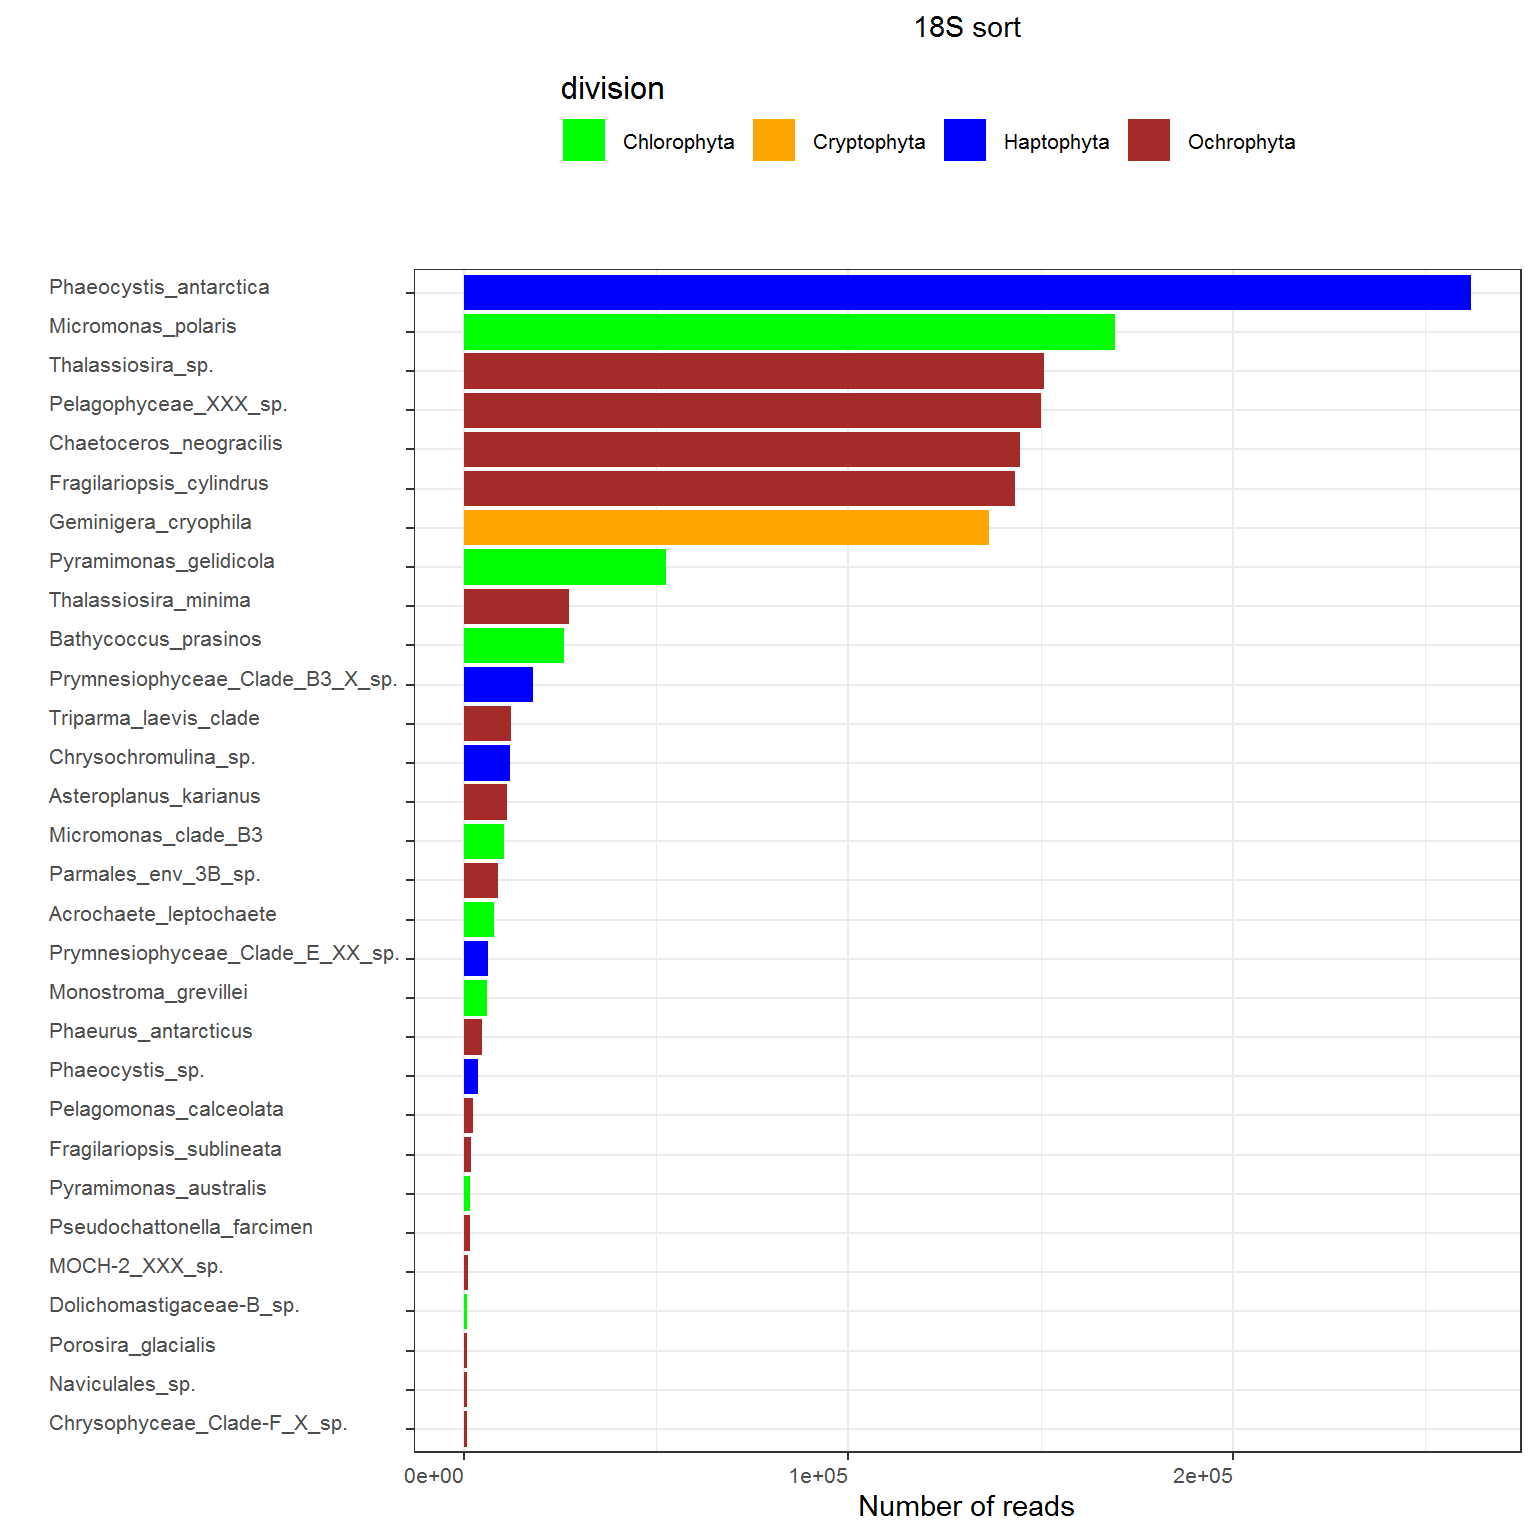 18S sort
division
Chlorophyta Cryptophyta Haptophyta Ochrophyta
Phaeocystis_antarctica
Micromonas_polaris
Thalassiosira_sp.
Pelagophyceae_XXX_sp.
Chaetoceros_neogracilis
Fragilariopsis_cylindrus
Geminigera_cryophila
Pyramimonas_gelidicola
Thalassiosira_minima
Bathycoccus_prasinos
Prymnesiophyceae_Clade_B3_X_sp.
Triparma_laevis_clade
Chrysochromulina_sp.
Asteroplanus_karianus
Micromonas_clade_B3
Parmales_env_3B_sp.
Acrochaete_leptochaete
Prymnesiophyceae_Clade_E_XX_sp.
Monostroma_grevillei
Phaeurus_antarcticus
Phaeocystis_sp.
Pelagomonas_calceolata
Fragilariopsis_sublineata
Pyramimonas_australis
Pseudochattonella_farcimen
MOCH-2_XXX_sp.
Dolichomastigaceae-B_sp.
Porosira_glacialis
Naviculales_sp.
Chrysophyceae_Clade-F_X_sp.
0e+00 1e+05 2e+05
Number of reads